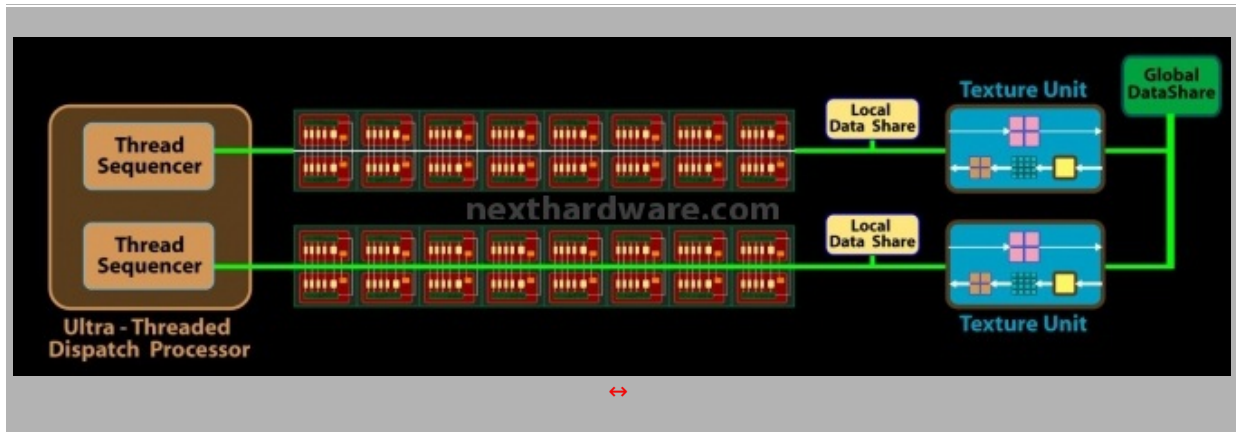 Global
DataShare
Texture Unit
Local
Data Share
Thread
Sequencer
nexthardware.com
Local
Data Share
Thread
Sequencer
Texture Unit
Ultra - Threaded
Dispatch Processor